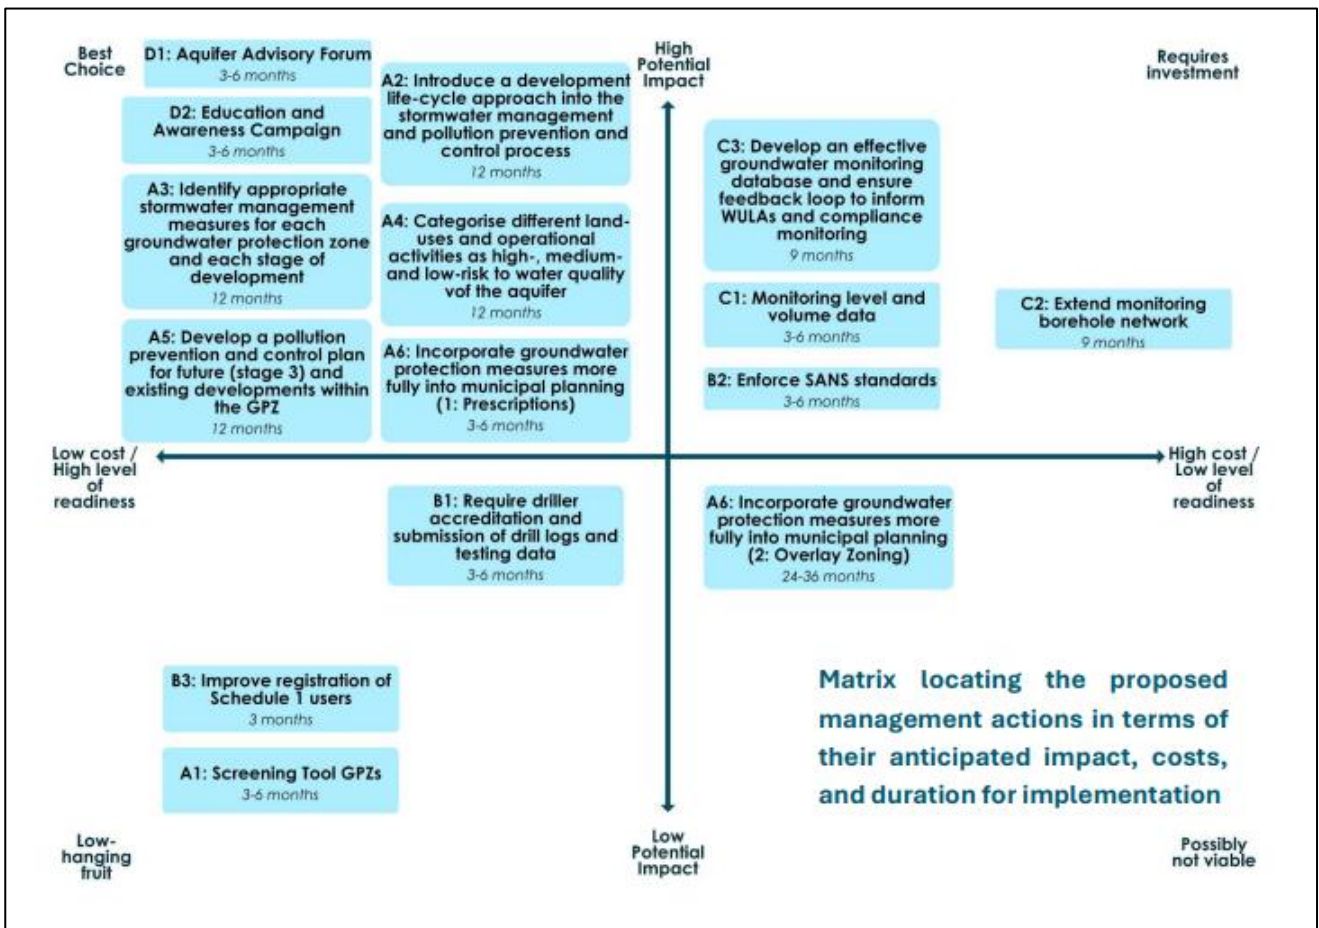 Best
Choice
D1: Aquifer Advisory Forum
3-6 months
D2: Education and
Awareness Campaign
3-6 months
A3: Identify appropriate
stormwater management
measures for each
groundwater protection zone
and each stage of
development
12 months
A5: Develop a pollution
prevention and control plan
for future (stage 3) and
existing developments within
the GPZ
12 months
A2: Introduce a development
life-cycle approach into the
stormwater management
and pollution prevention and
control process
12 months
A4: Categorise different land-
uses and operational
activities as high-, medium-
and low-risk to water quality
vof the aquifer
12 months
A6: Incorporate groundwater
protection measures more
fully into municipal planning
(1: Prescriptions)
3-6 months
High
Potential
Impact
Requires
investment
C3: Develop an effective
groundwater monitoring
database and ensure
feedback loop to inform
WULAs and compliance
monitoring
9 months
C1: Monitoring level and
volume data
3-6 months
B2: Enforce SANS standards
3-6 months
C2: Extend monitoring
borehole network
9 months
Low cost /
High level
of
readiness
High cost /
Low level
of
readiness
B1: Require driller
accreditation and
submission of drill logs and
testing data
3-6 months
A6: Incorporate groundwater
protection measures more
fully into municipal planning
(2: Overlay Zoning)
24-36 months
B3: Improve registration of
Schedule 1 users
3 months
A1: Screening Tool GPZs
3-6 months
Matrix locating the proposed
management actions in terms of
their anticipated impact, costs,
and duration for implementation
Low-
hanging
fruit
Low
Potential
Impact
Possibly
not viable